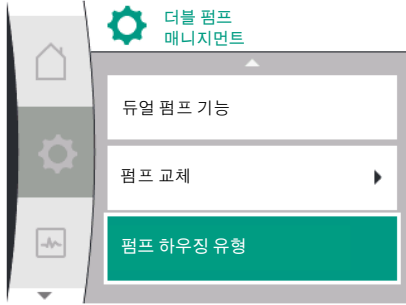 더블 펌프
매니지먼트
듀얼 펌프 기능
펌프 교체
펌프 하우징 유형